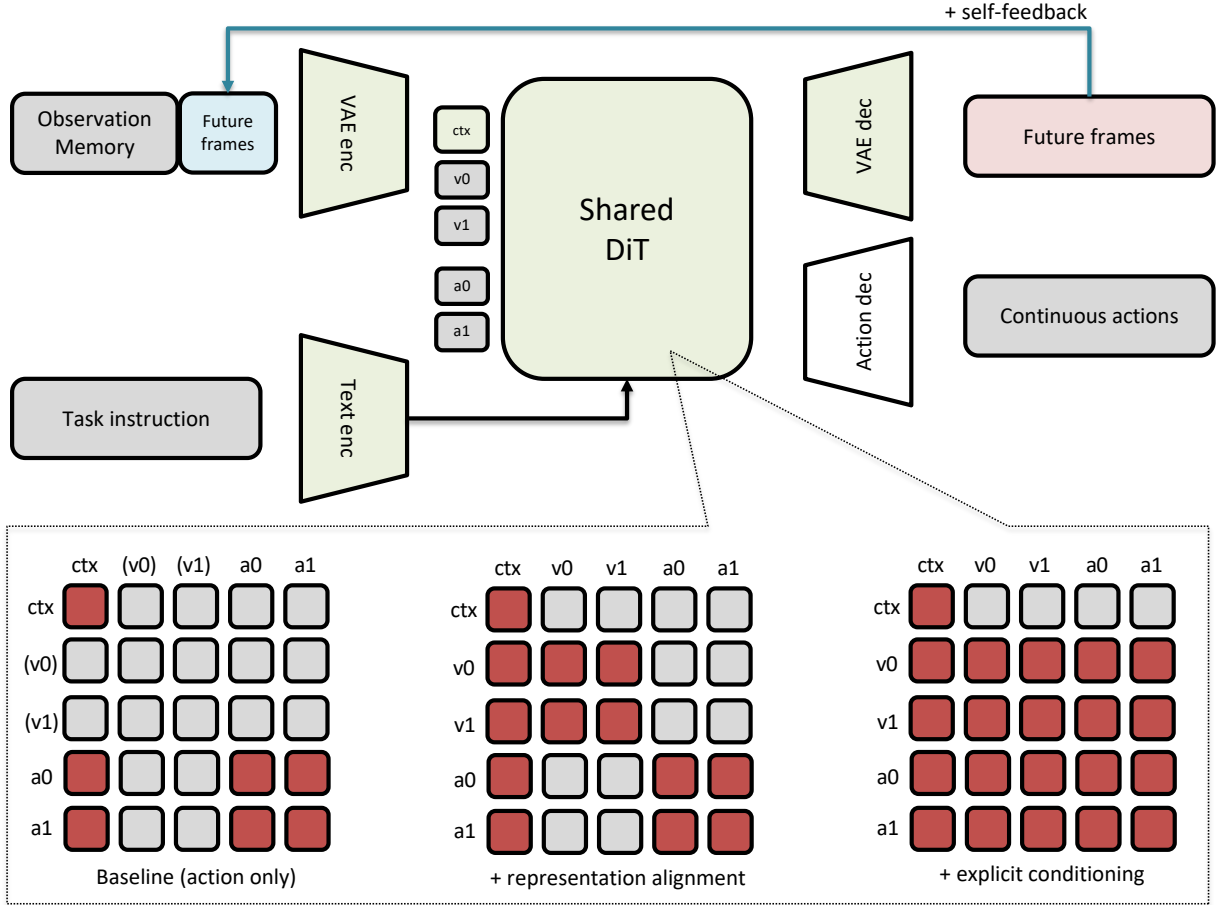 + self-feedback
Observation
Memory
Future
frames
VAE enc
ctx
v0
v1
a0
a1
Shared
DiT
VAE dec
Future frames
Action dec
Continuous actions
Task instruction
Text enc
ctx (v0) (v1) a0 a1
ctx
(v0)
(v1)
a0
a1
Baseline (action only)
ctx v0 v1 a0 a1
ctx
v0
v1
a0
a1
+ representation alignment
ctx v0 v1 a0 a1
ctx
v0
v1
a0
a1
+ explicit conditioning